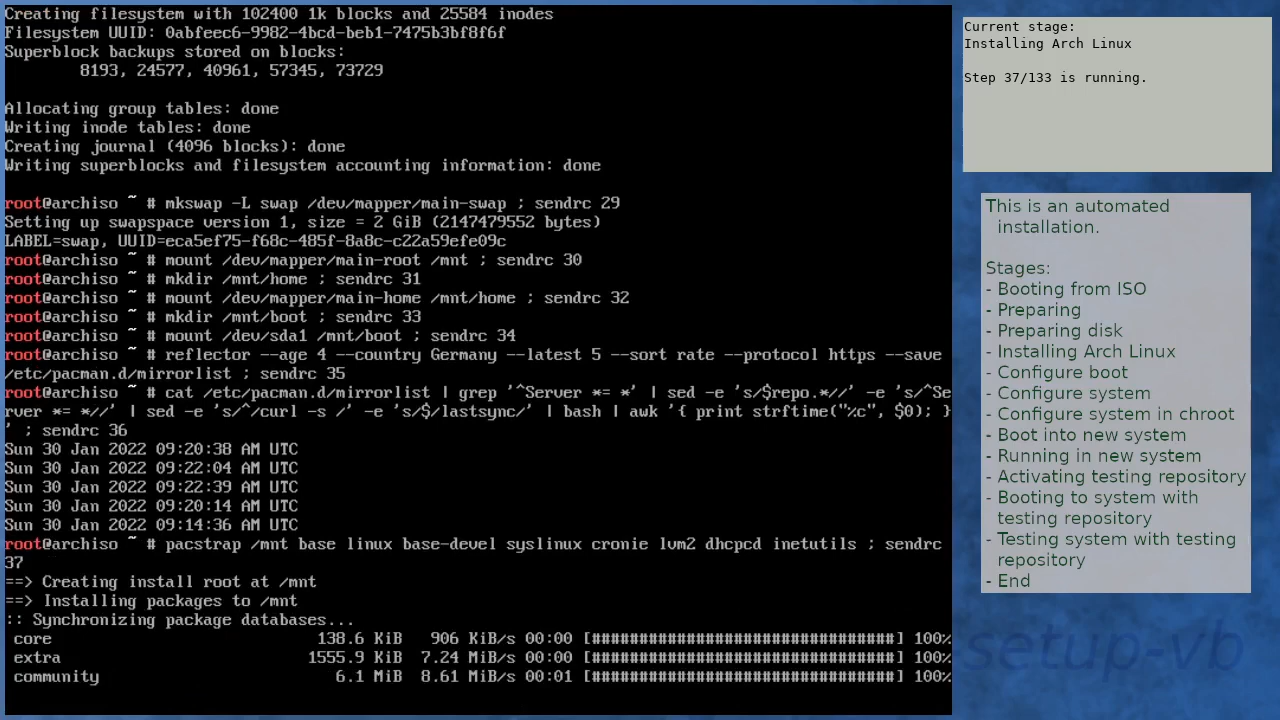 Creating filesystem with 102400 1k blocks and 25584 inodes
Filesystem UUID: 0abfeec6-9982-4bcd-beb1-7475b3bf8f6f
Superblock backups stored on blocks:
        8193, 24577, 40961, 57345, 73729
Allocating group tables: done
Writing inode tables: done
Creating journal (4096 blocks): done
Writing superblocks and filesystem accounting information: done
root@archiso ~ # mkswap -L swap /dev/mapper/main-swap ; sendrc 29
Setting up swapspace version 1, size = 2 GiB (2147479552 bytes)
LABEL=swap, UUID=eca5ef75-f68c-485f-8a8c-c22a59efe09c
root@archiso ~ # mount /dev/mapper/main-root /mnt ; sendrc 30
root@archiso ~ # mkdir /mnt/home ; sendrc 31
root@archiso ~ # mount /dev/mapper/main-home /mnt/home ; sendrc 32
root@archiso ~ # mkdir /mnt/boot ; sendrc 33
root@archiso ~ # mount /dev/sda1 /mnt/boot ; sendrc 34
root@archiso ~ # reflector --age 4 --country Germany --latest 5 --sort rate --protocol https --save
/etc/pacman.d/mirrorlist ; sendrc 35
root@archiso ~ # cat /etc/pacman.d/mirrorlist | grep '^Server *= *' | sed -e 's/$repo.*//' -e 's/^Se
rver *= *//' | sed -e 's/^/curl -s /' -e 's/$/lastsync/' | bash | awk '{ print strftime("%c", $0); }
' ; sendrc 36
Sun 30 Jan 2022 09:20:38 AM UTC
Sun 30 Jan 2022 09:22:04 AM UTC
Sun 30 Jan 2022 09:22:39 AM UTC
Sun 30 Jan 2022 09:20:14 AM UTC
Sun 30 Jan 2022 09:14:36 AM UTC
root@archiso ~ # pacstrap /mnt base linux base-devel syslinux cronie lvm2 dhcpcd inetutils ; sendrc
37
==> Creating install root at /mnt
==> Installing packages to /mnt
:: Synchronizing package databases...
 core 138.6 KiB 906 KiB/s 00:00 [################################] 100%
 extra 1555.9 KiB 7.24 MiB/s 00:00 [################################] 100%
 community 6.1 MiB 8.61 MiB/s 00:01 [################################] 100%
Current stage:
Installing Arch Linux
Step 37/133 is running.
This is an automated
installation.
Stages:
- Booting from ISO
- Preparing
- Preparing disk
- Installing Arch Linux
- Configure boot
- Configure system
- Configure system in chroot
- Boot into new system
- Running in new system
- Activating testing repository
- Booting to system with
testing repository
- Testing system with testing
repository
- End
setup-vb